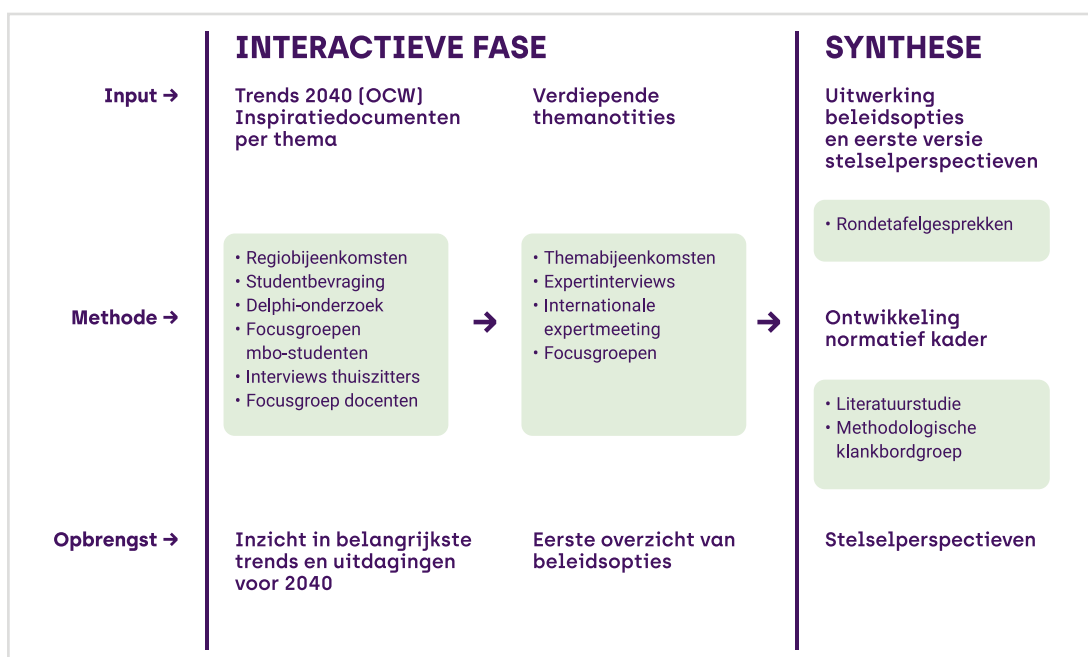 INTERACTIEVE FASE
SYNTHESE
Input →
Trends 2040 (OCW)
Inspiratiedocumenten
per thema
Verdiepende
themanotities
Uitwerking
beleidsopties
en eerste versie
stelselperspectieven
• Rondetafelgesprekken
Methode →
• Regiobijeenkomsten
• Studentbevraging
• Delphi-onderzoek
• Focusgroepen
mbo-studenten
• Interviews thuiszitters
• Focusgroep docenten
→
• Themabijeenkomsten
• Expertinterviews
• Internationale
expertmeeting
• Focusgroepen
→
Ontwikkeling
normatief kader
• Literatuurstudie
• Methodologische
klankbordgroep
Opbrengst →
Inzicht in belangrijkste
trends en uitdagingen
voor 2040
Eerste overzicht van
beleidsopties
Stelselperspectieven